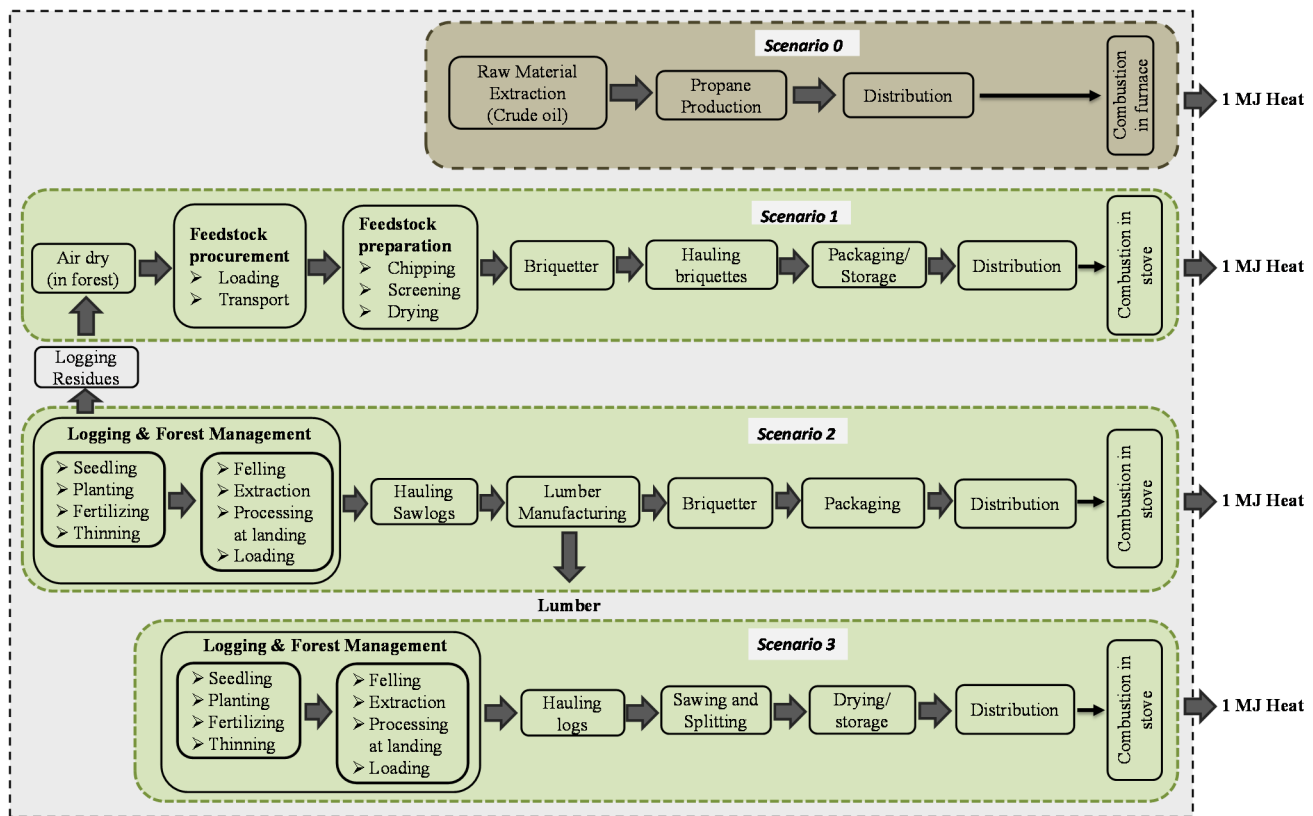 Scenario 0
Raw Material
Extraction
(Crude oil)
Propane
Production
Distribution
Combustion
in furnace
1 MJ Heat
Scenario 1
Air dry
(in forest)
Feedstock
procurement
➢ Loading
➢ Transport
Feedstock
preparation
➢ Chipping
➢ Screening
➢ Drying
Briquetter
Hauling
briquettes
Packaging/
Storage
Distribution
Combustion in
stove
1 MJ Heat
Logging
Residues
Scenario 2
Logging & Forest Management
➢ Seedling
➢ Planting
➢ Fertilizing
➢ Thinning
➢ Felling
➢ Extraction
➢ Processing
at landing
➢ Loading
Hauling
Sawlogs
Lumber
Manufacturing
Briquetter
Packaging
Distribution
Combustion in
stove
1 MJ Heat
Lumber
Scenario 3
Logging & Forest Management
➢ Seedling
➢ Planting
➢ Fertilizing
➢ Thinning
➢ Felling
➢ Extraction
➢ Processing
at landing
➢ Loading
Hauling
logs
Sawing and
Splitting
Drying/
storage
Distribution
Combustion in
stove
1 MJ Heat